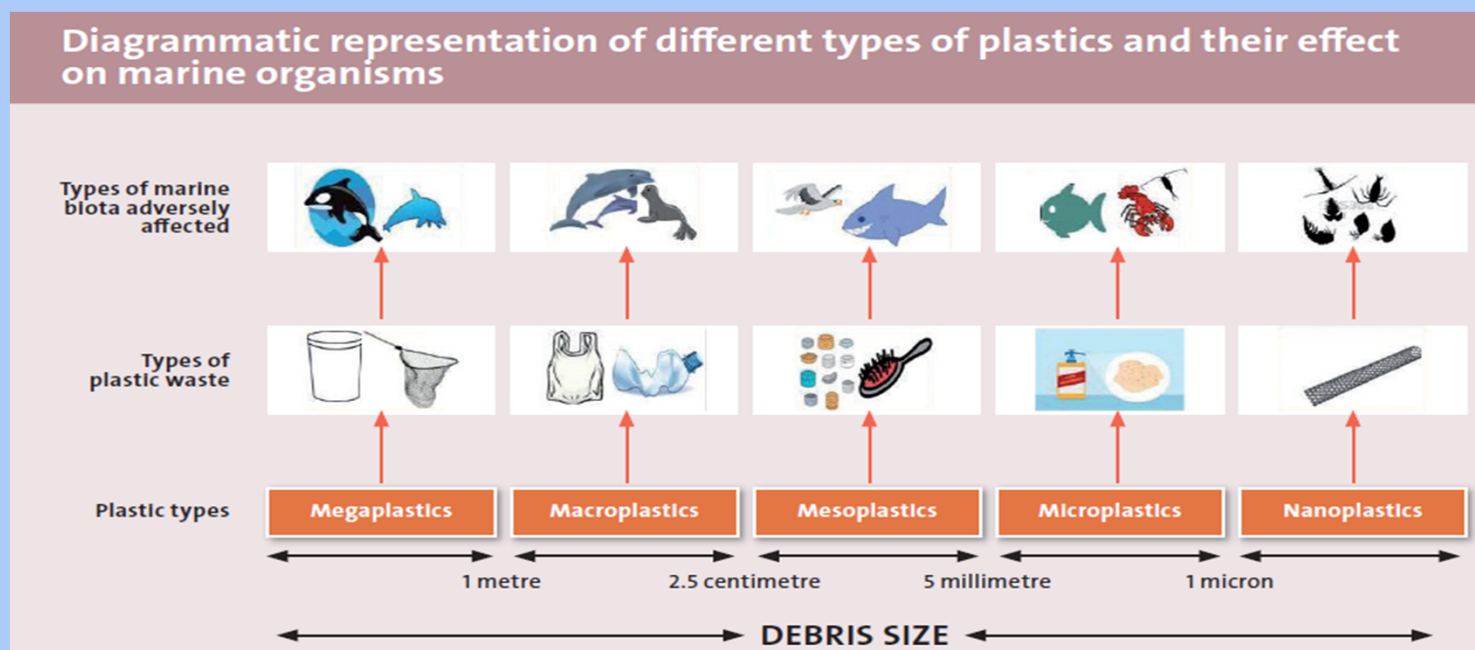 Diagrammatic representation of different types of plastics and their effect
on marine organisms
Types of marine
biota adversely
affected
Types of
plastic waste
Plastic types
Megaplastics
Macroplastics
Mesoplastics
Microplastics
Nanoplastics
1 metre
2.5 centimetre
5 millimetre
1 micron
DEBRIS SIZE